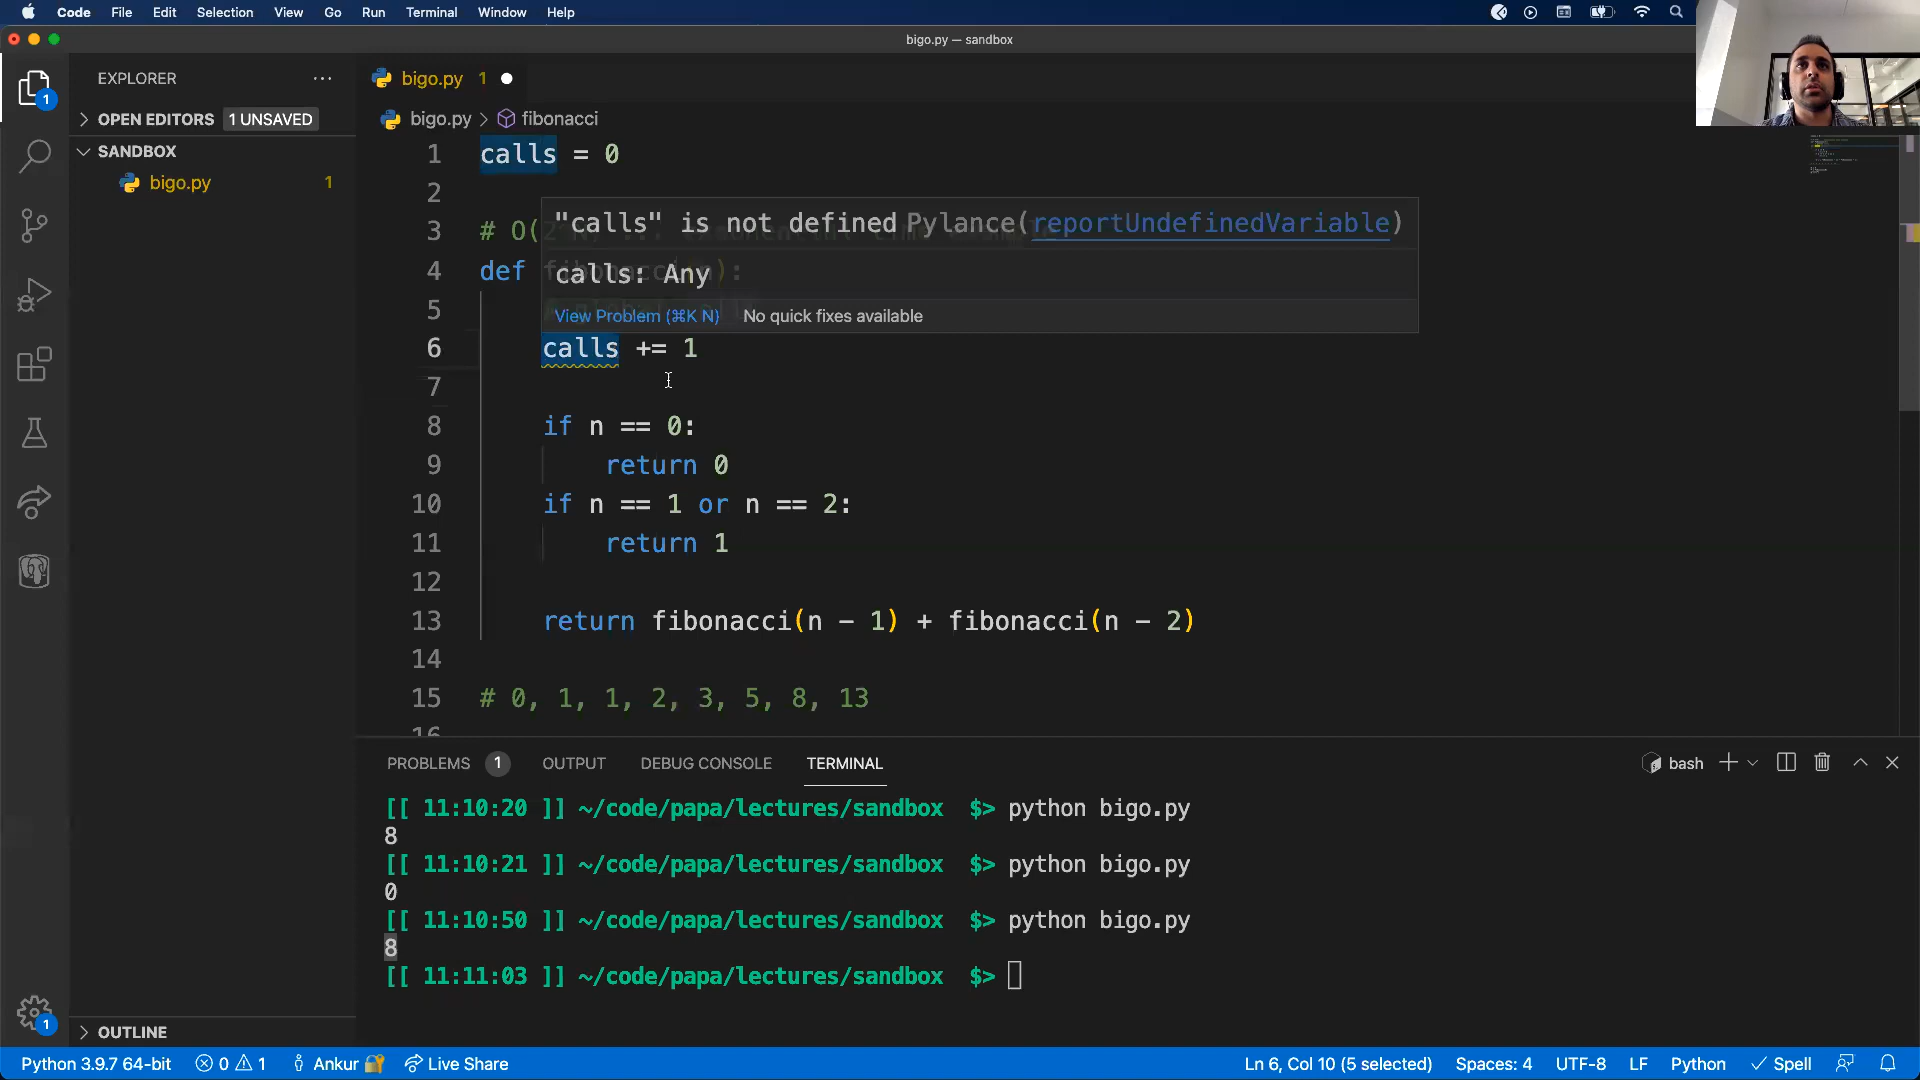 Code File Edit Selection View Go Run Terminal Window Help
bigo.py — sandbox
EXPLORER
OPEN EDITORS 1 UNSAVED
SANDBOX
bigo.py 1
OUTLINE
1
1
bigo.py 1
bigo.py > fibonacci
1 calls = 0
2
"calls" is not defined Pylance(reportUndefinedVariable)
3 # O(
calls: Any
4 def fibonacci(n):
View Problem (⌘K N) No quick fixes available
5
6 calls += 1
7
8 if n == 0:
9 return 0
10 if n == 1 or n == 2:
11 return 1
12
13 return fibonacci(n - 1) + fibonacci(n - 2)
14
15 # 0, 1, 1, 2, 3, 5, 8, 13
16
PROBLEMS 1 OUTPUT DEBUG CONSOLE TERMINAL bash
[[ 11:10:20 ]] ~/code/papa/lectures/sandbox $> python bigo.py
8
[[ 11:10:21 ]] ~/code/papa/lectures/sandbox $> python bigo.py
0
[[ 11:10:50 ]] ~/code/papa/lectures/sandbox $> python bigo.py
8
[[ 11:11:03 ]] ~/code/papa/lectures/sandbox $>
Python 3.9.7 64-bit 0 1 Ankur Live Share Ln 6, Col 10 (5 selected) Spaces: 4 UTF-8 LF Python Spell